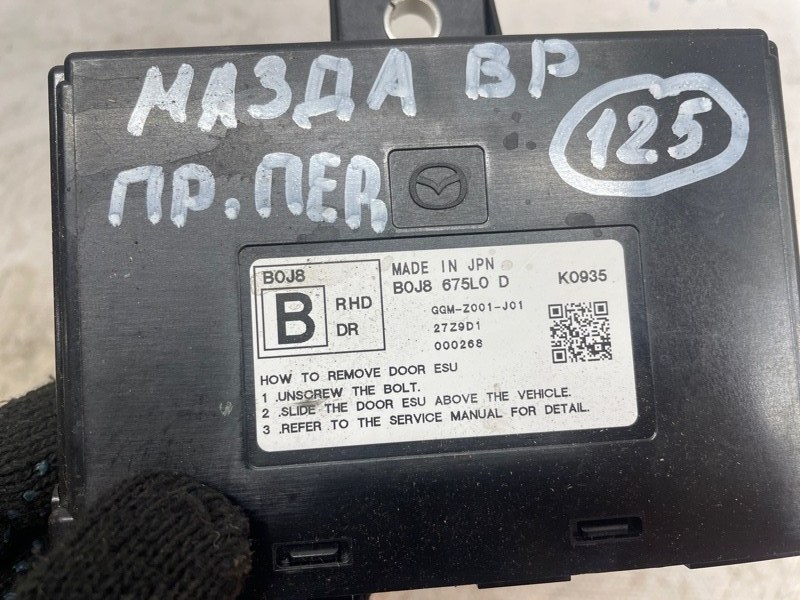 МАЗДА ВР
125
ПР. ПЕР
B0J8
B
RHD
DR
MADE IN JPN
B0J8 675L0 D K0935
GGM-Z001-J01
27Z9D1
000268
HOW TO REMOVE DOOR ESU
1 .UNSCREW THE BOLT.
2 .SLIDE THE DOOR ESU ABOVE THE VEHICLE.
3 .REFER TO THE SERVICE MANUAL FOR DETAIL.